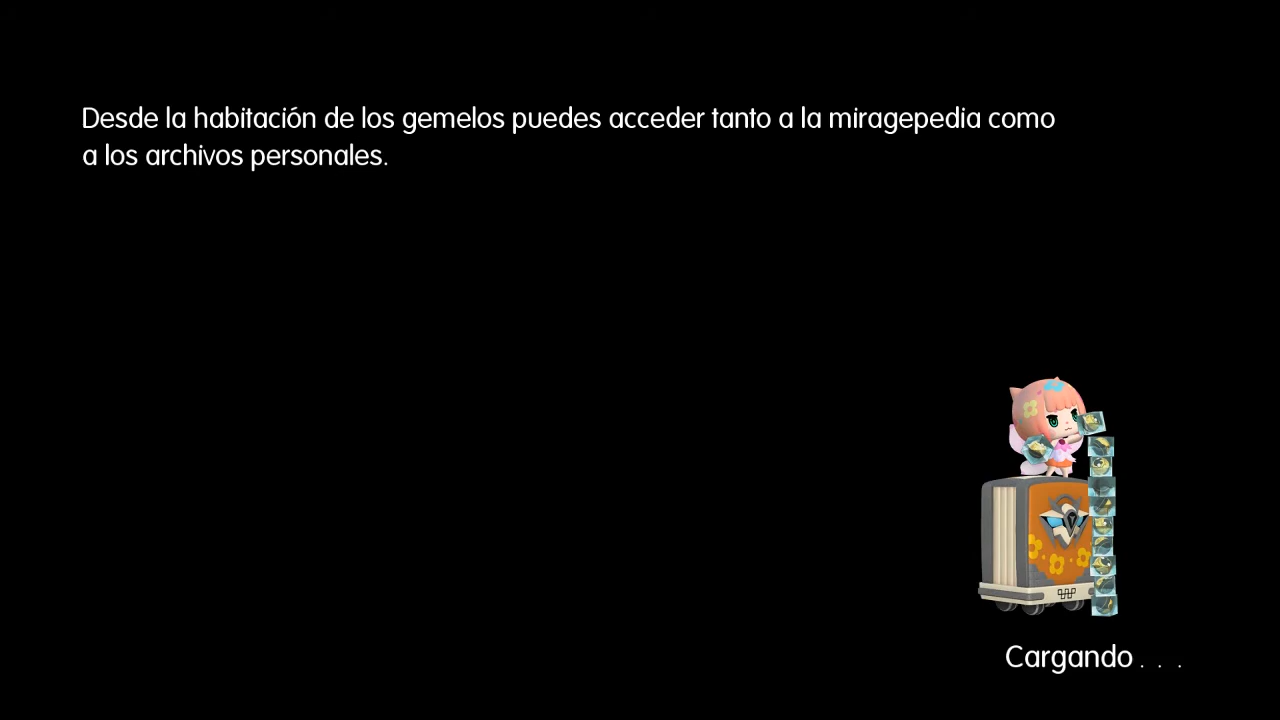 Desde la habitación de los gemelos puedes acceder tanto a la miragepedia como
a los archivos personales.
Cargando . . .